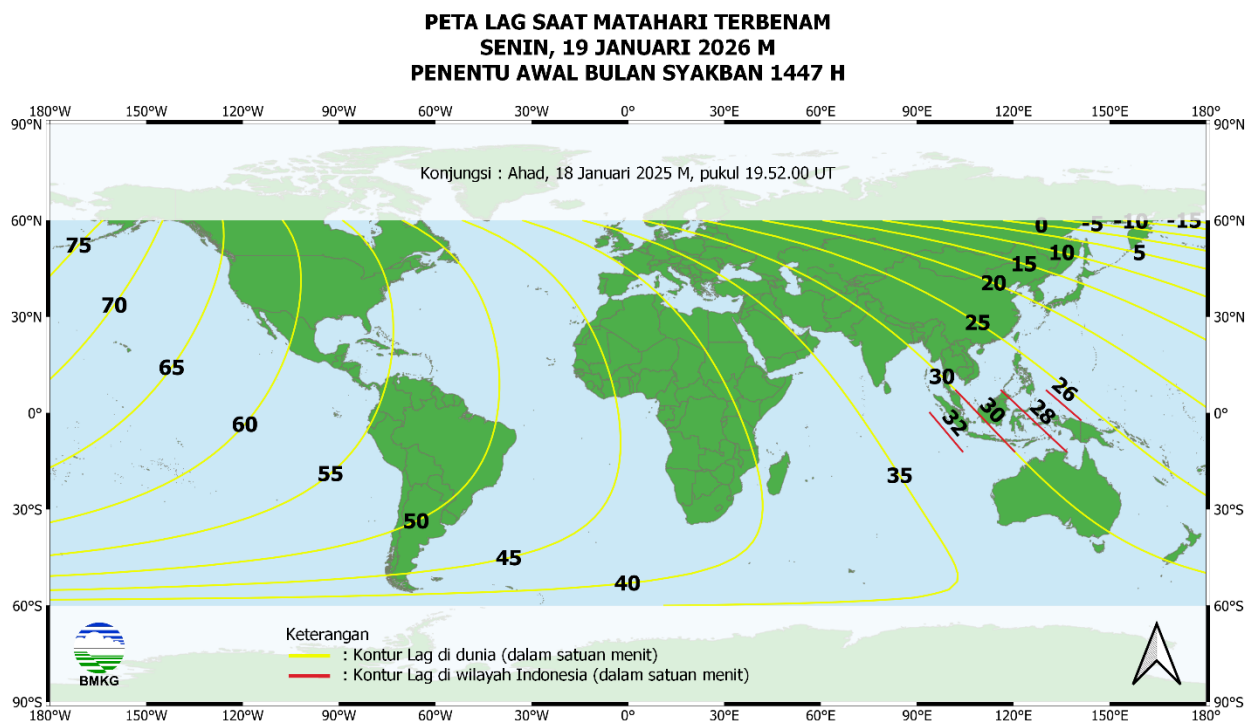 PETA LAG SAAT MATAHARI TERBENAM
SENIN, 19 JANUARI 2026 M
PENENTU AWAL BULAN SYAKBAN 1447 H
180°W 150°W 120°W 90°W 60°W 30°W 0° 30°E 60°E 90°E 120°E 150°E 180°
90°N 90°N
Konjungsi : Ahad, 18 Januari 2025 M, pukul 19.52.00 UT
60°N 0 -5 -10 -15 60°N
75 10 5
15
20
70 25
30°N 30°N
65 30 26
0° 60 32 30 28 0°
55 35
30°S 50 30°S
45
40
60°S 60°S
Keterangan
: Kontur Lag di dunia (dalam satuan menit)
: Kontur Lag di wilayah Indonesia (dalam satuan menit)
BMKG
90°S 90°S
180°W 150°W 120°W 90°W 60°W 30°W 0° 30°E 60°E 90°E 120°E 150°E 180°